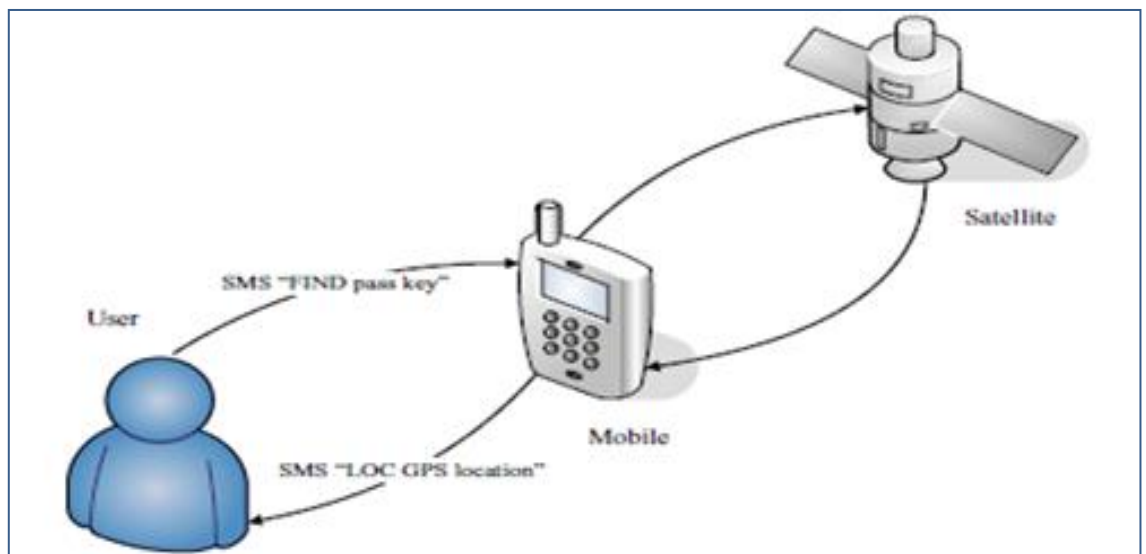 Satellite
SMS “FIND pass key”
User
Mobile
SMS “LOC GPS location”